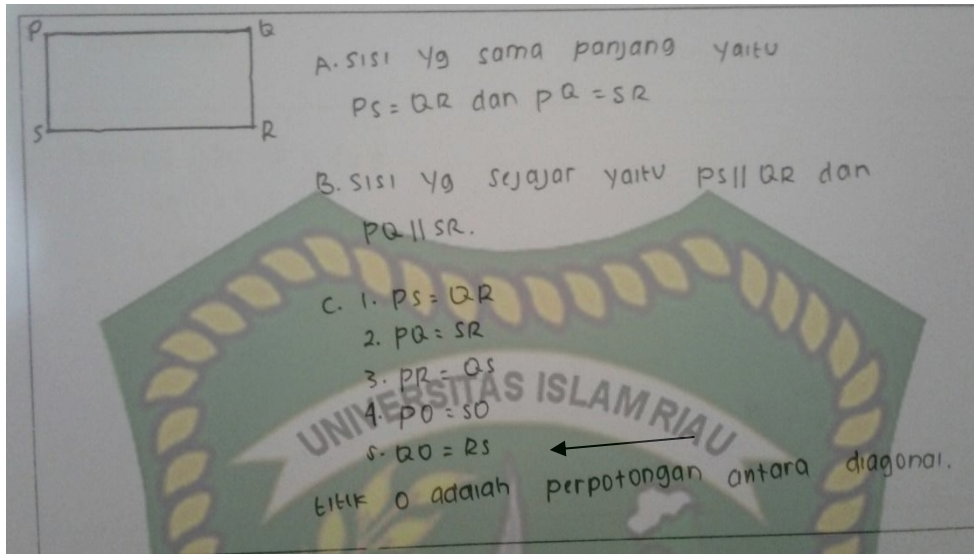 P Q
S R
A. sisi yg sama panjang yaitu
PS = QR dan PQ = SR
B. sisi yg sejajar yaitu PS || QR dan
PQ || SR.
C. 1. PS = QR
2. PQ = SR
3. PR = QS
4. PO = SO
5. QO = RS
titik O adalah perpotongan antara diagonal.
UNIVERSITAS ISLAM RIAU